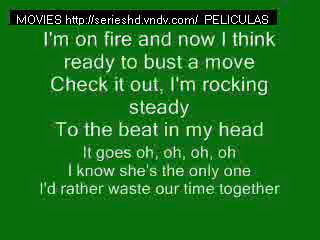 MOVIES http://serieshd.vndv.com/ PELICULAS
I'm on fire and now I think
ready to bust a move
Check it out, I'm rocking
steady
To the beat in my head
It goes oh, oh, oh, oh
I know she's the only one
I'd rather waste our time together